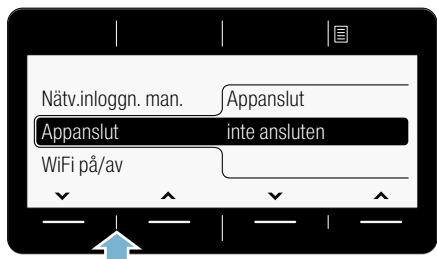 Nätv.inloggn. man. Appanslut
Appanslut inte ansluten
WiFi på/av